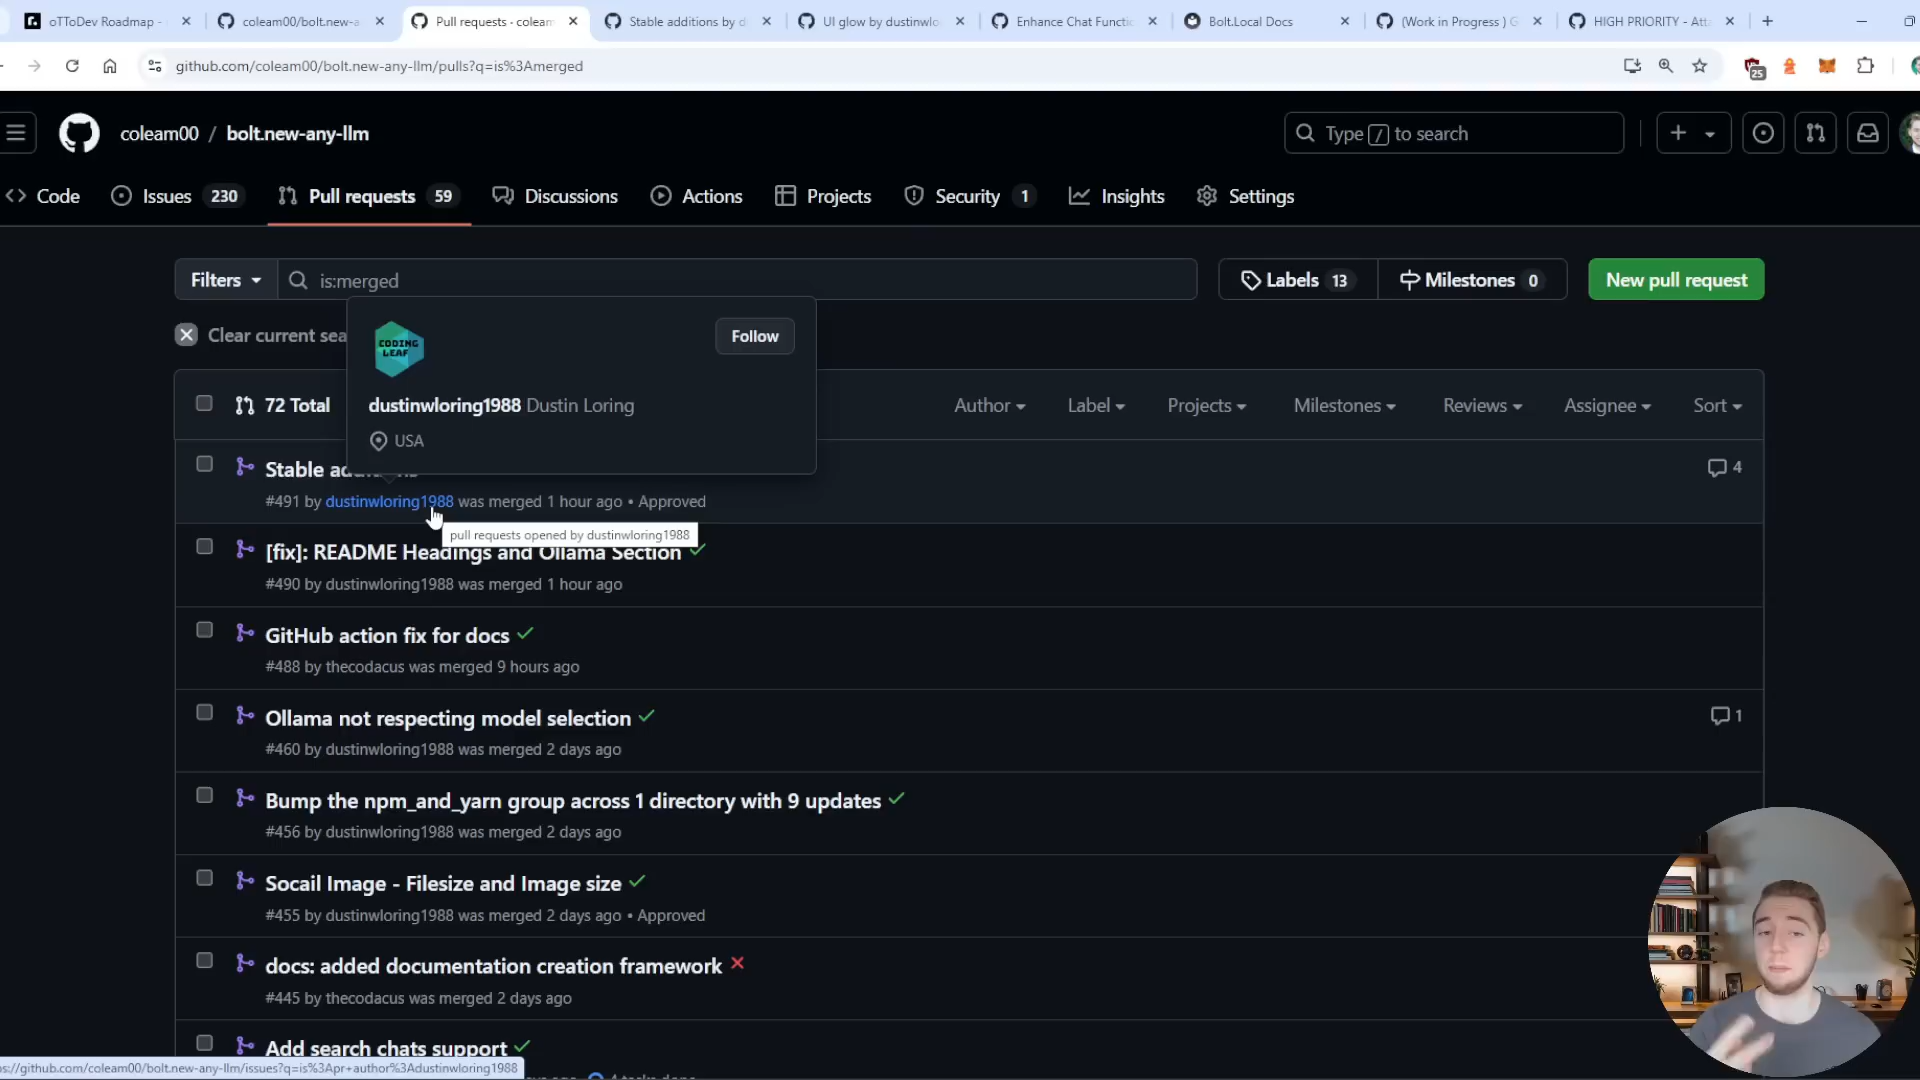 oTToDev Roadmap -
coleam00/bolt.new-a
Pull requests · coleam
Stable additions by d
UI glow by dustinwlo
Enhance Chat Functio
Bolt.Local Docs
(Work in Progress ) G
HIGH PRIORITY - Atta
github.com/coleam00/bolt.new-any-llm/pulls?q=is%3Amerged
25
coleam00 / bolt.new-any-llm
Type / to search
Code
Issues 230
Pull requests 59
Discussions
Actions
Projects
Security 1
Insights
Settings
Filters
is:merged
Labels 13
Milestones 0
New pull request
Clear current sea
CODING
LEAF
Follow
dustinwloring1988 Dustin Loring
USA
72 Total
Author
Label
Projects
Milestones
Reviews
Assignee
Sort
Stable additions
4
#491 by dustinwloring1988 was merged 1 hour ago • Approved
pull requests opened by dustinwloring1988
[fix]: README Headings and Ollama Section
#490 by dustinwloring1988 was merged 1 hour ago
GitHub action fix for docs
#488 by thecodacus was merged 9 hours ago
Ollama not respecting model selection
1
#460 by dustinwloring1988 was merged 2 days ago
Bump the npm_and_yarn group across 1 directory with 9 updates
#456 by dustinwloring1988 was merged 2 days ago
Socail Image - Filesize and Image size
#455 by dustinwloring1988 was merged 2 days ago • Approved
docs: added documentation creation framework
#445 by thecodacus was merged 2 days ago
Add search chats support
s://github.com/coleam00/bolt.new-any-llm/issues?q=is%3Apr+author%3Adustinwloring1988